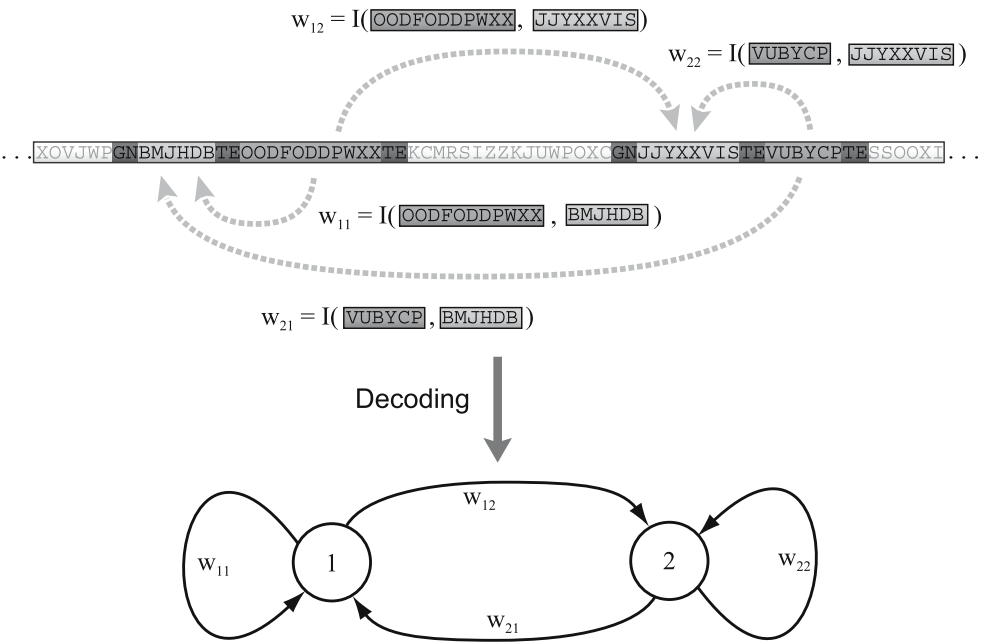 w12 = I( OODFODDPWXX , JJYXXVIS )
w22 = I( VUBYCP , JJYXXVIS )
...XOVJWPGNBMJHDBTEOODFODDPWXXTEKCMRSIZZKJUWPOXCGNJJYXXVISTEVUBYCPTESSOOXI...
w11 = I( OODFODDPWXX , BMJHDB )
w21 = I( VUBYCP , BMJHDB )
Decoding
w12
w11
1
2
w22
w21